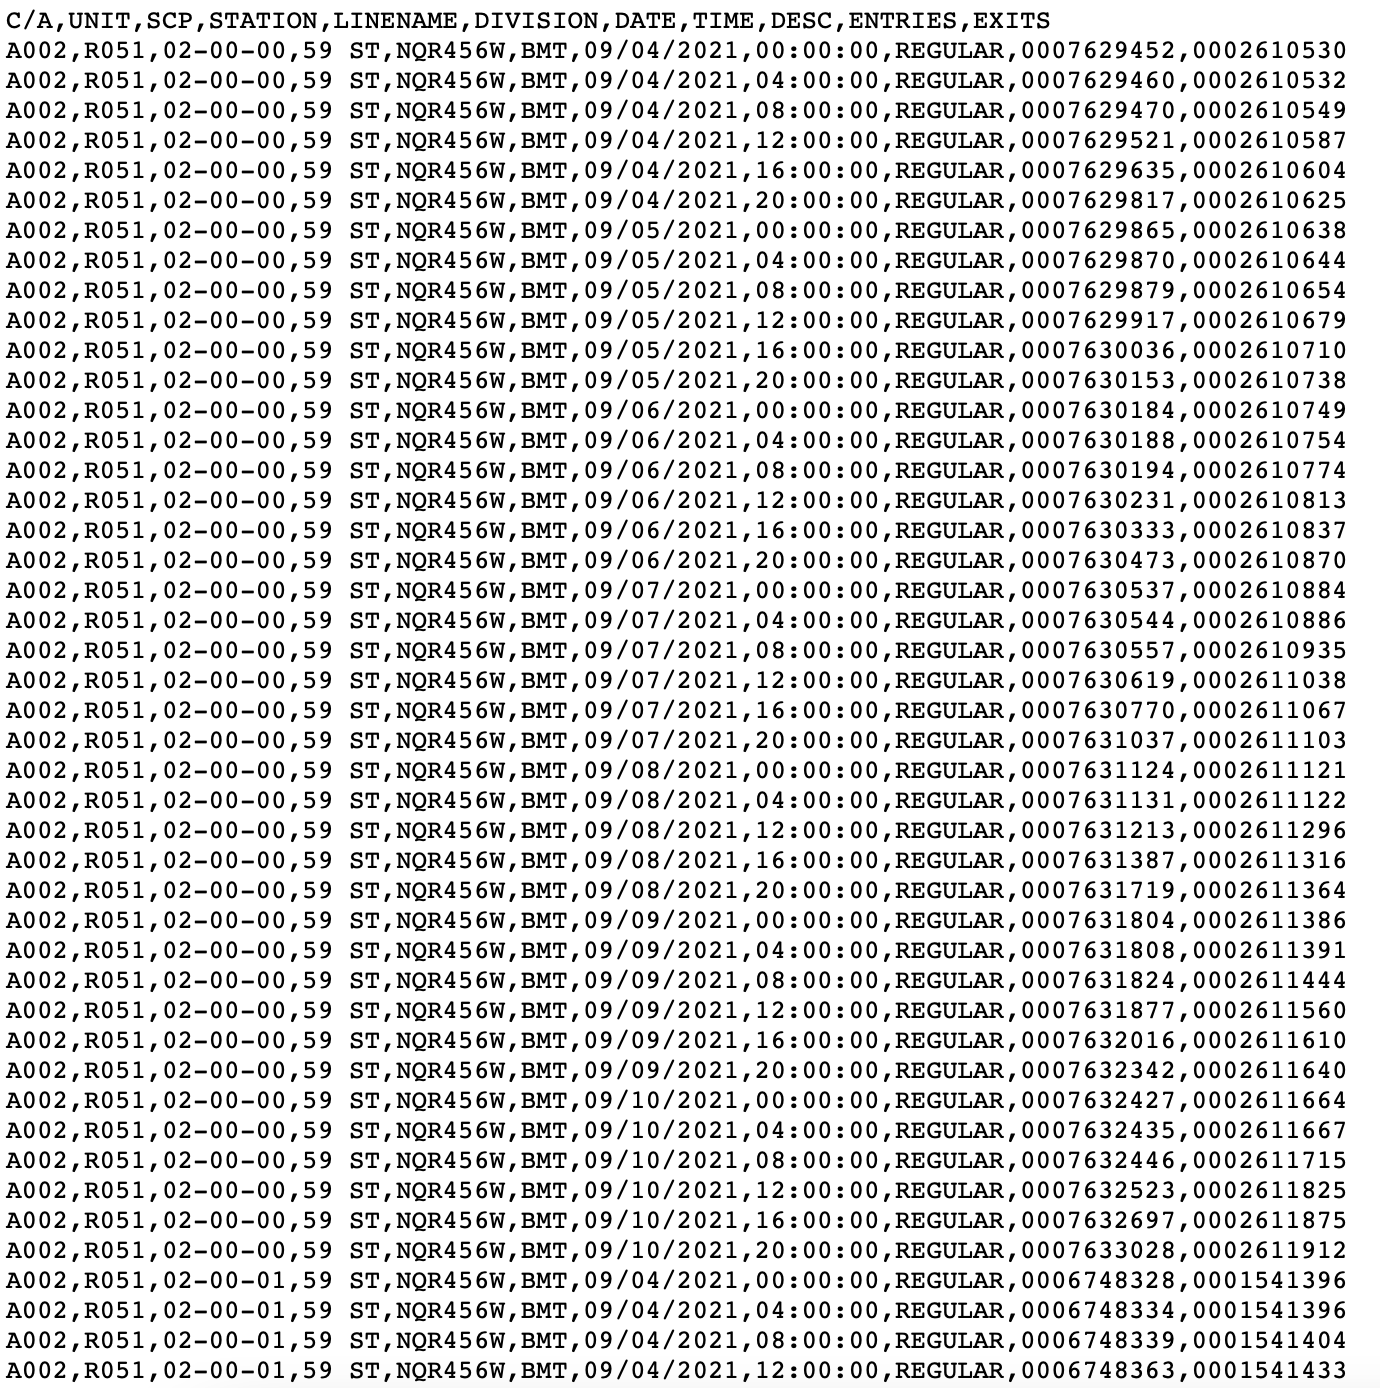 C/A,UNIT,SCP,STATION,LINENAME,DIVISION,DATE,TIME,DESC,ENTRIES,EXITS
A002,R051,02-00-00,59 ST,NQR456W,BMT,09/04/2021,00:00:00,REGULAR,0007629452,0002610530
A002,R051,02-00-00,59 ST,NQR456W,BMT,09/04/2021,04:00:00,REGULAR,0007629460,0002610532
A002,R051,02-00-00,59 ST,NQR456W,BMT,09/04/2021,08:00:00,REGULAR,0007629470,0002610549
A002,R051,02-00-00,59 ST,NQR456W,BMT,09/04/2021,12:00:00,REGULAR,0007629521,0002610587
A002,R051,02-00-00,59 ST,NQR456W,BMT,09/04/2021,16:00:00,REGULAR,0007629635,0002610604
A002,R051,02-00-00,59 ST,NQR456W,BMT,09/04/2021,20:00:00,REGULAR,0007629817,0002610625
A002,R051,02-00-00,59 ST,NQR456W,BMT,09/05/2021,00:00:00,REGULAR,0007629865,0002610638
A002,R051,02-00-00,59 ST,NQR456W,BMT,09/05/2021,04:00:00,REGULAR,0007629870,0002610644
A002,R051,02-00-00,59 ST,NQR456W,BMT,09/05/2021,08:00:00,REGULAR,0007629879,0002610654
A002,R051,02-00-00,59 ST,NQR456W,BMT,09/05/2021,12:00:00,REGULAR,0007629917,0002610679
A002,R051,02-00-00,59 ST,NQR456W,BMT,09/05/2021,16:00:00,REGULAR,0007630036,0002610710
A002,R051,02-00-00,59 ST,NQR456W,BMT,09/05/2021,20:00:00,REGULAR,0007630153,0002610738
A002,R051,02-00-00,59 ST,NQR456W,BMT,09/06/2021,00:00:00,REGULAR,0007630184,0002610749
A002,R051,02-00-00,59 ST,NQR456W,BMT,09/06/2021,04:00:00,REGULAR,0007630188,0002610754
A002,R051,02-00-00,59 ST,NQR456W,BMT,09/06/2021,08:00:00,REGULAR,0007630194,0002610774
A002,R051,02-00-00,59 ST,NQR456W,BMT,09/06/2021,12:00:00,REGULAR,0007630231,0002610813
A002,R051,02-00-00,59 ST,NQR456W,BMT,09/06/2021,16:00:00,REGULAR,0007630333,0002610837
A002,R051,02-00-00,59 ST,NQR456W,BMT,09/06/2021,20:00:00,REGULAR,0007630473,0002610870
A002,R051,02-00-00,59 ST,NQR456W,BMT,09/07/2021,00:00:00,REGULAR,0007630537,0002610884
A002,R051,02-00-00,59 ST,NQR456W,BMT,09/07/2021,04:00:00,REGULAR,0007630544,0002610886
A002,R051,02-00-00,59 ST,NQR456W,BMT,09/07/2021,08:00:00,REGULAR,0007630557,0002610935
A002,R051,02-00-00,59 ST,NQR456W,BMT,09/07/2021,12:00:00,REGULAR,0007630619,0002611038
A002,R051,02-00-00,59 ST,NQR456W,BMT,09/07/2021,16:00:00,REGULAR,0007630770,0002611067
A002,R051,02-00-00,59 ST,NQR456W,BMT,09/07/2021,20:00:00,REGULAR,0007631037,0002611103
A002,R051,02-00-00,59 ST,NQR456W,BMT,09/08/2021,00:00:00,REGULAR,0007631124,0002611121
A002,R051,02-00-00,59 ST,NQR456W,BMT,09/08/2021,04:00:00,REGULAR,0007631131,0002611122
A002,R051,02-00-00,59 ST,NQR456W,BMT,09/08/2021,12:00:00,REGULAR,0007631213,0002611296
A002,R051,02-00-00,59 ST,NQR456W,BMT,09/08/2021,16:00:00,REGULAR,0007631387,0002611316
A002,R051,02-00-00,59 ST,NQR456W,BMT,09/08/2021,20:00:00,REGULAR,0007631719,0002611364
A002,R051,02-00-00,59 ST,NQR456W,BMT,09/09/2021,00:00:00,REGULAR,0007631804,0002611386
A002,R051,02-00-00,59 ST,NQR456W,BMT,09/09/2021,04:00:00,REGULAR,0007631808,0002611391
A002,R051,02-00-00,59 ST,NQR456W,BMT,09/09/2021,08:00:00,REGULAR,0007631824,0002611444
A002,R051,02-00-00,59 ST,NQR456W,BMT,09/09/2021,12:00:00,REGULAR,0007631877,0002611560
A002,R051,02-00-00,59 ST,NQR456W,BMT,09/09/2021,16:00:00,REGULAR,0007632016,0002611610
A002,R051,02-00-00,59 ST,NQR456W,BMT,09/09/2021,20:00:00,REGULAR,0007632342,0002611640
A002,R051,02-00-00,59 ST,NQR456W,BMT,09/10/2021,00:00:00,REGULAR,0007632427,0002611664
A002,R051,02-00-00,59 ST,NQR456W,BMT,09/10/2021,04:00:00,REGULAR,0007632435,0002611667
A002,R051,02-00-00,59 ST,NQR456W,BMT,09/10/2021,08:00:00,REGULAR,0007632446,0002611715
A002,R051,02-00-00,59 ST,NQR456W,BMT,09/10/2021,12:00:00,REGULAR,0007632523,0002611825
A002,R051,02-00-00,59 ST,NQR456W,BMT,09/10/2021,16:00:00,REGULAR,0007632697,0002611875
A002,R051,02-00-00,59 ST,NQR456W,BMT,09/10/2021,20:00:00,REGULAR,0007633028,0002611912
A002,R051,02-00-01,59 ST,NQR456W,BMT,09/04/2021,00:00:00,REGULAR,0006748328,0001541396
A002,R051,02-00-01,59 ST,NQR456W,BMT,09/04/2021,04:00:00,REGULAR,0006748334,0001541396
A002,R051,02-00-01,59 ST,NQR456W,BMT,09/04/2021,08:00:00,REGULAR,0006748339,0001541404
A002,R051,02-00-01,59 ST,NQR456W,BMT,09/04/2021,12:00:00,REGULAR,0006748363,0001541433